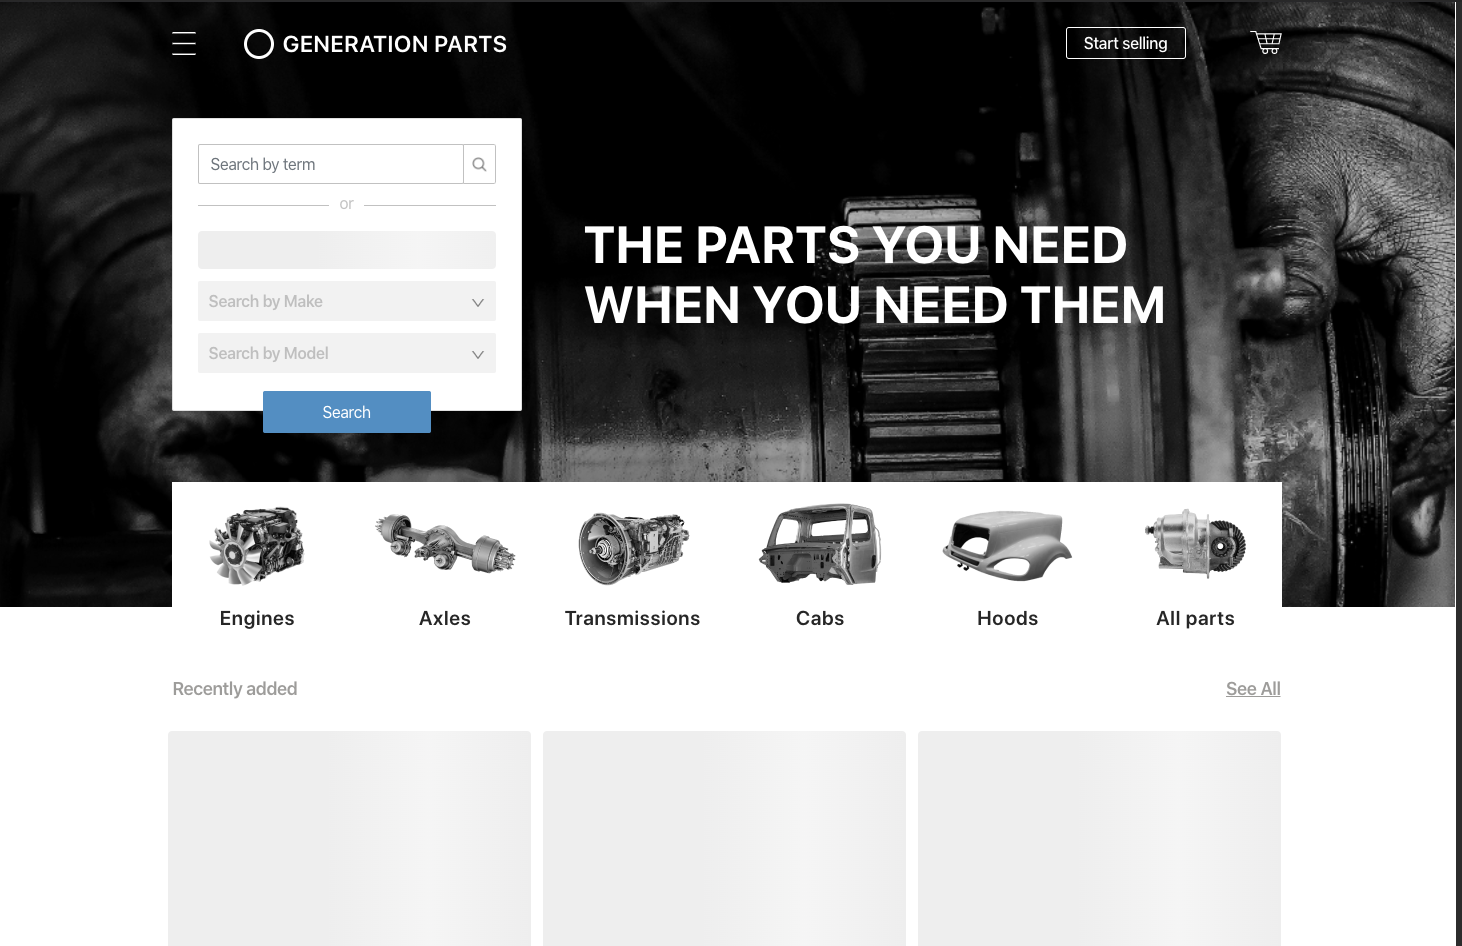 GENERATION PARTS
Start selling
Search by term
or
Search by Make
Search by Model
Search
THE PARTS YOU NEED
WHEN YOU NEED THEM
Engines
Axles
Transmissions
Cabs
Hoods
All parts
Recently added
See All